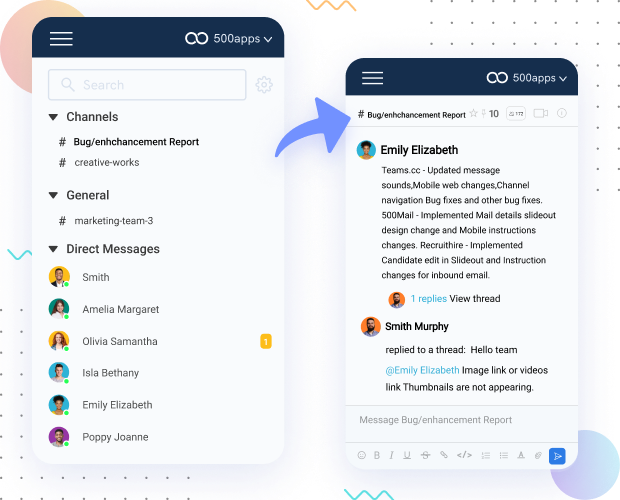 500apps
Search
Channels
# Bug/enhchancement Report
# creative-works
General
# marketing-team-3
Direct Messages
Smith
Amelia Margaret
Olivia Samantha
1
Isla Bethany
Emily Elizabeth
Poppy Joanne
500apps
# Bug/enhchancement Report 10 172
Emily Elizabeth
Teams.cc - Updated message
sounds,Mobile web changes,Channel
navigation Bug fixes and other bug fixes.
500Mail - Implemented Mail details slideout
design change and Mobile instructions
changes. Recruithire - Implemented
Candidate edit in Slideout and Instruction
changes for inbound email.
1 replies View thread
Smith Murphy
replied to a thread: Hello team
@Emily Elizabeth Image link or videos
link Thumbnails are not appearing.
Message Bug/enhancement Report
B I U S </> A